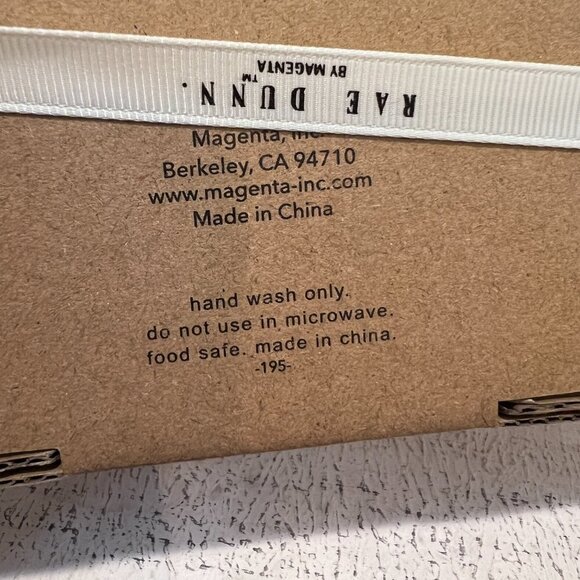 RAE DUNN.™
BY MAGENTA
Magenta,
Berkeley, CA 94710
www.magenta-inc.com
Made in China
hand wash only.
do not use in microwave.
food safe. made in china.
-195-